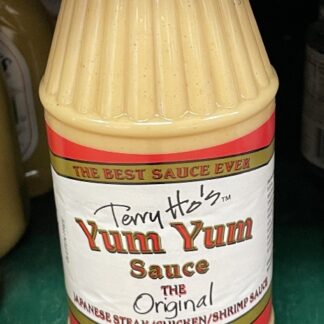 THE BEST SAUCE EVER
Terry Ho's™
Yum Yum
Sauce
THE
Original
JAPANESE STEAK/CHICKEN/SHRIMP SAUCE